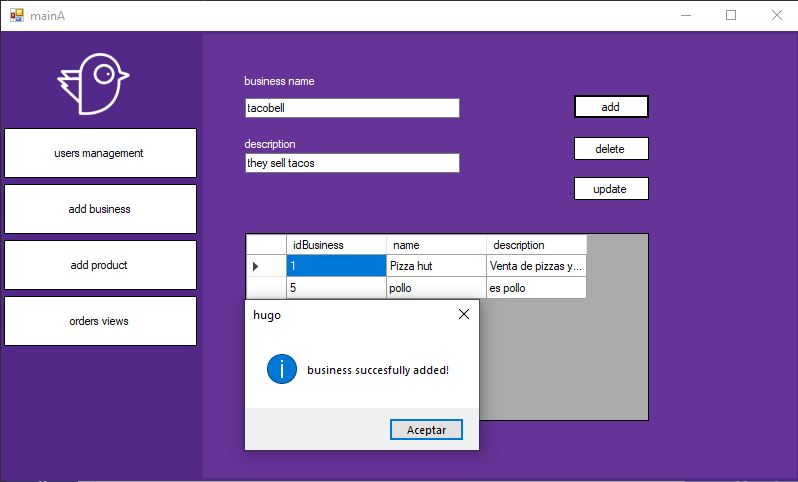 mainA
business name
tacobell
add
users management
description
they sell tacos
delete
add business
update
idBusiness name description
1 Pizza hut Venta de pizzas y...
add product
5 pollo es pollo
orders views
hugo
business succesfully added!
Aceptar